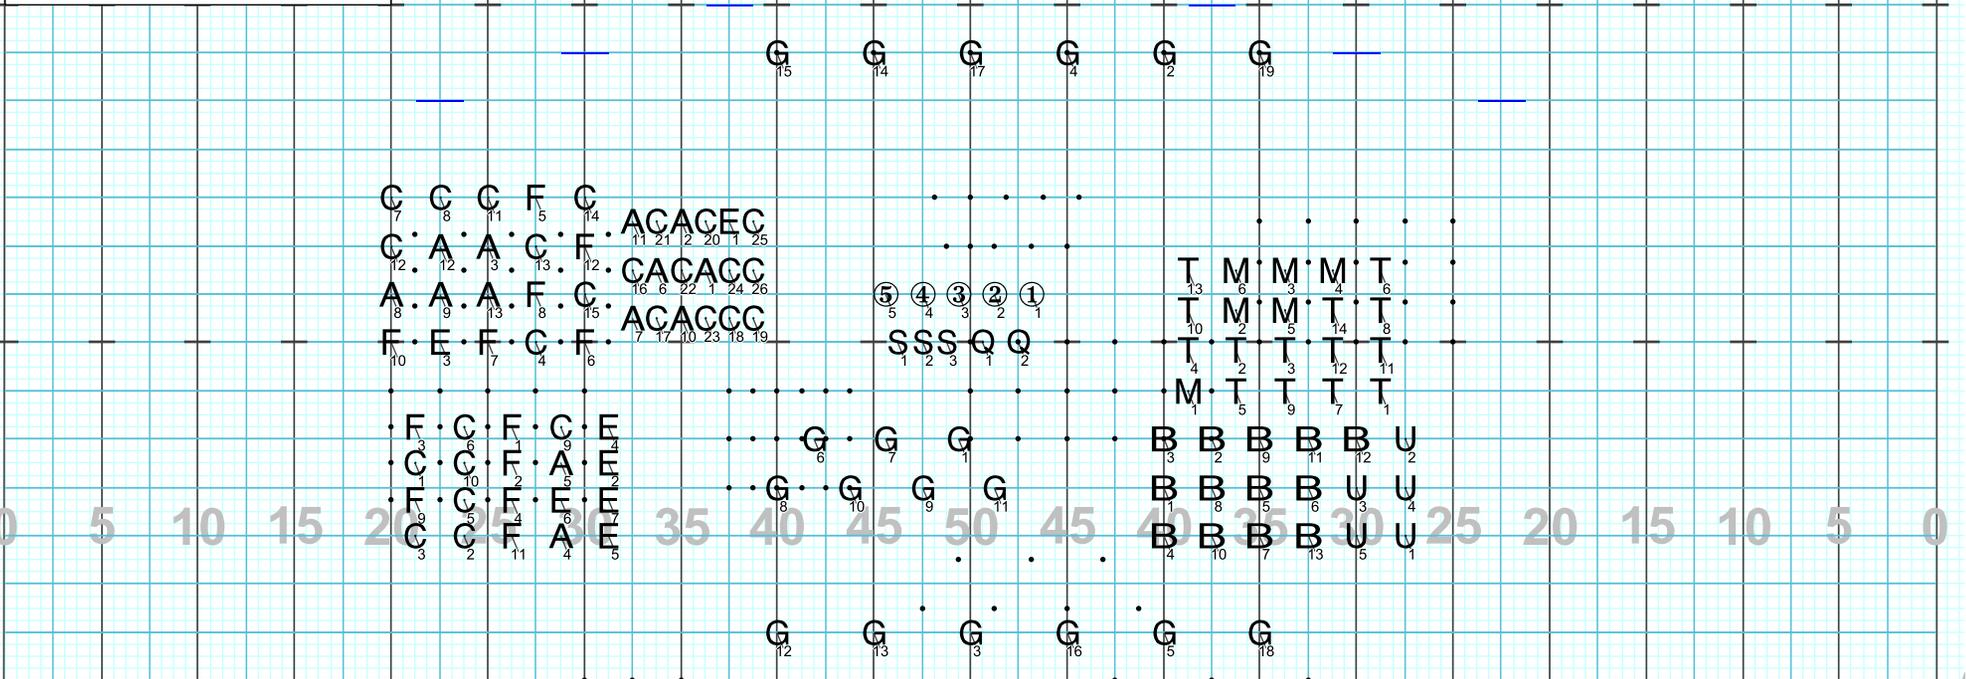 G G G G G G
15 14 17 4 2 19
C C C F C
7 8 11 5 14
A C A C E C
11 21 2 20 1 25
C A A C F
12 12 3 13 12
C A C A C C
16 6 22 1 24 26
T M M M T
13 6 3 4 6
A A A F C
8 9 13 8 15
⑤ ④ ③ ② ①
5 4 3 2 1
T M M T T
10 2 5 14 8
A C A C C C
7 17 10 23 18 19
F E F C F
10 3 7 4 6
S S S Q Q
1 2 3 1 2
T T T T T
4 2 3 12 11
M T T T T
1 5 9 7 1
F C F C E
3 6 1 9 4
G G G
6 7 1
B B B B B U
3 2 9 11 12 2
C C F A E
1 10 2 5 2
G G G G
8 10 9 11
B B B B U U
1 8 5 6 3 4
F C F E E
9 5 4 6 7
0 5 10 15 20 25 30 35 40 45 50 45 40 35 30 25 20 15 10 5 0
C C F A E
3 2 11 4 5
B B B B U U
4 10 7 13 5 1
G G G G G G
12 13 3 16 5 18